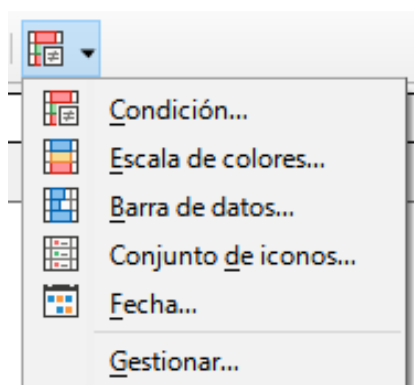 Condición...
Escala de colores...
Barra de datos...
Conjunto de iconos...
Fecha...
Gestionar...